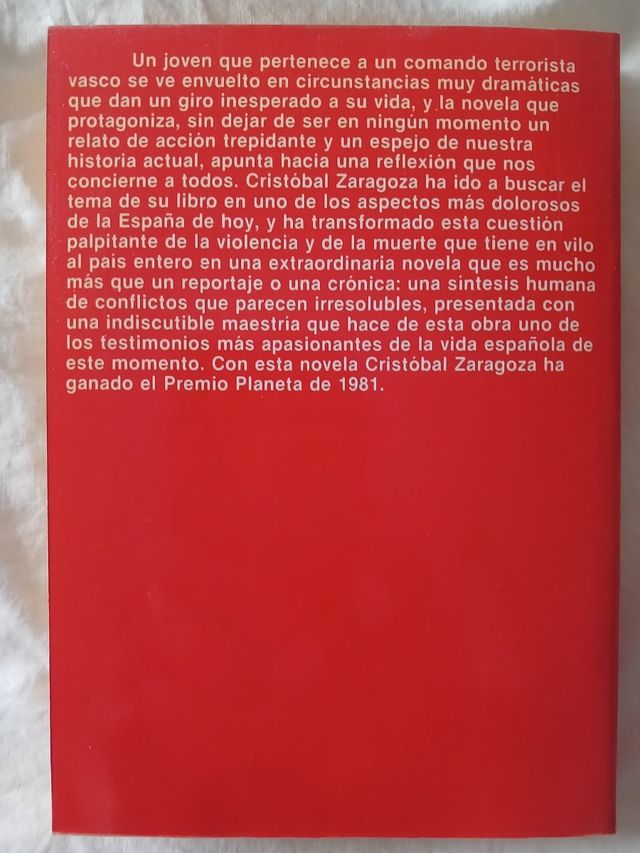 Un joven que pertenece a un comando terrorista
vasco se ve envuelto en circunstancias muy dramáticas
que dan un giro inesperado a su vida, y la novela que
protagoniza, sin dejar de ser en ningún momento un
relato de acción trepidante y un espejo de nuestra
historia actual, apunta hacia una reflexión que nos
concierne a todos. Cristóbal Zaragoza ha ido a buscar el
tema de su libro en uno de los aspectos más dolorosos
de la España de hoy, y ha transformado esta cuestión
palpitante de la violencia y de la muerte que tiene en vilo
al país entero en una extraordinaria novela que es mucho
más que un reportaje o una crónica: una síntesis humana
de conflictos que parecen irresolubles, presentada con
una indiscutible maestría que hace de esta obra uno de
los testimonios más apasionantes de la vida española de
este momento. Con esta novela Cristóbal Zaragoza ha
ganado el Premio Planeta de 1981.